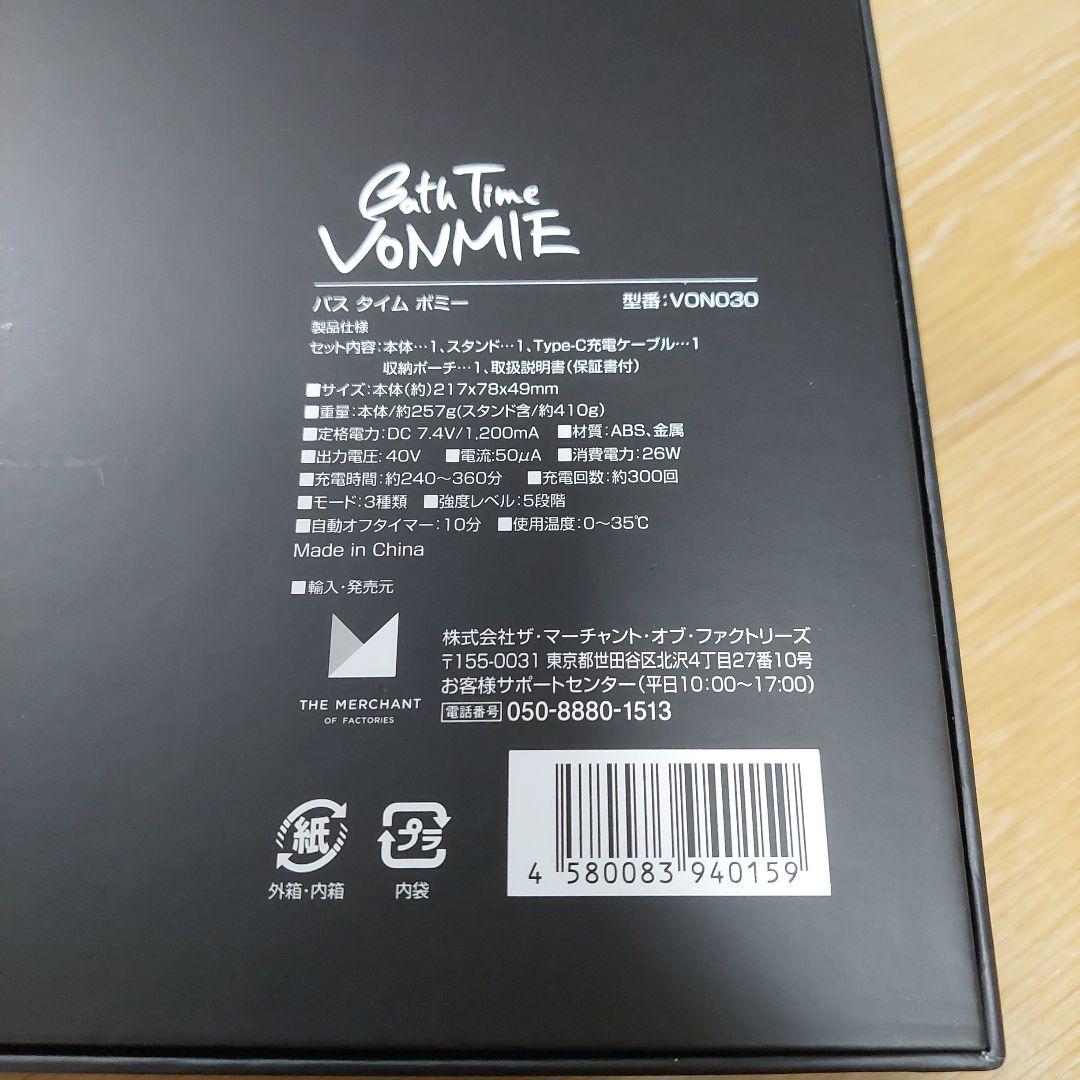 Bath Time
VONMIE
バス タイム ボミー 型番:VON030
製品仕様
セット内容:本体…1、スタンド…1、Type-C充電ケーブル…1
収納ポーチ…1、取扱説明書(保証書付)
■サイズ:本体(約)217x78x49mm
■重量:本体/約257g(スタンド含/約410g)
■定格電力:DC 7.4V/1,200mA ■材質:ABS、金属
■出力電圧:40V ■電流:50μA ■消費電力:26W
■充電時間:約240～360分 ■充電回数:約300回
■モード:3種類 ■強度レベル:5段階
■自動オフタイマー:10分 ■使用温度:0～35℃
Made in China
■輸入・発売元
THE MERCHANT
OF FACTORIES
株式会社ザ・マーチャント・オブ・ファクトリーズ
〒155-0031 東京都世田谷区北沢4丁目27番10号
お客様サポートセンター(平日10:00～17:00)
電話番号 050-8880-1513
紙
外箱・内箱
プラ
内袋
4 580083 940159